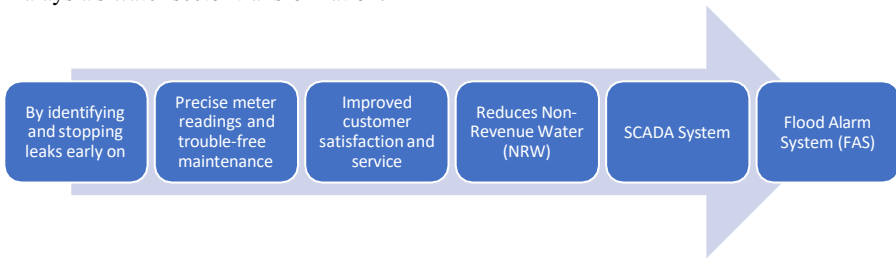 By identifying
and stopping
leaks early on
Precise meter
readings and
trouble-free
maintenance
Improved
customer
satisfaction and
service
Reduces Non-
Revenue Water
(NRW)
SCADA System
Flood Alarm
System (FAS)